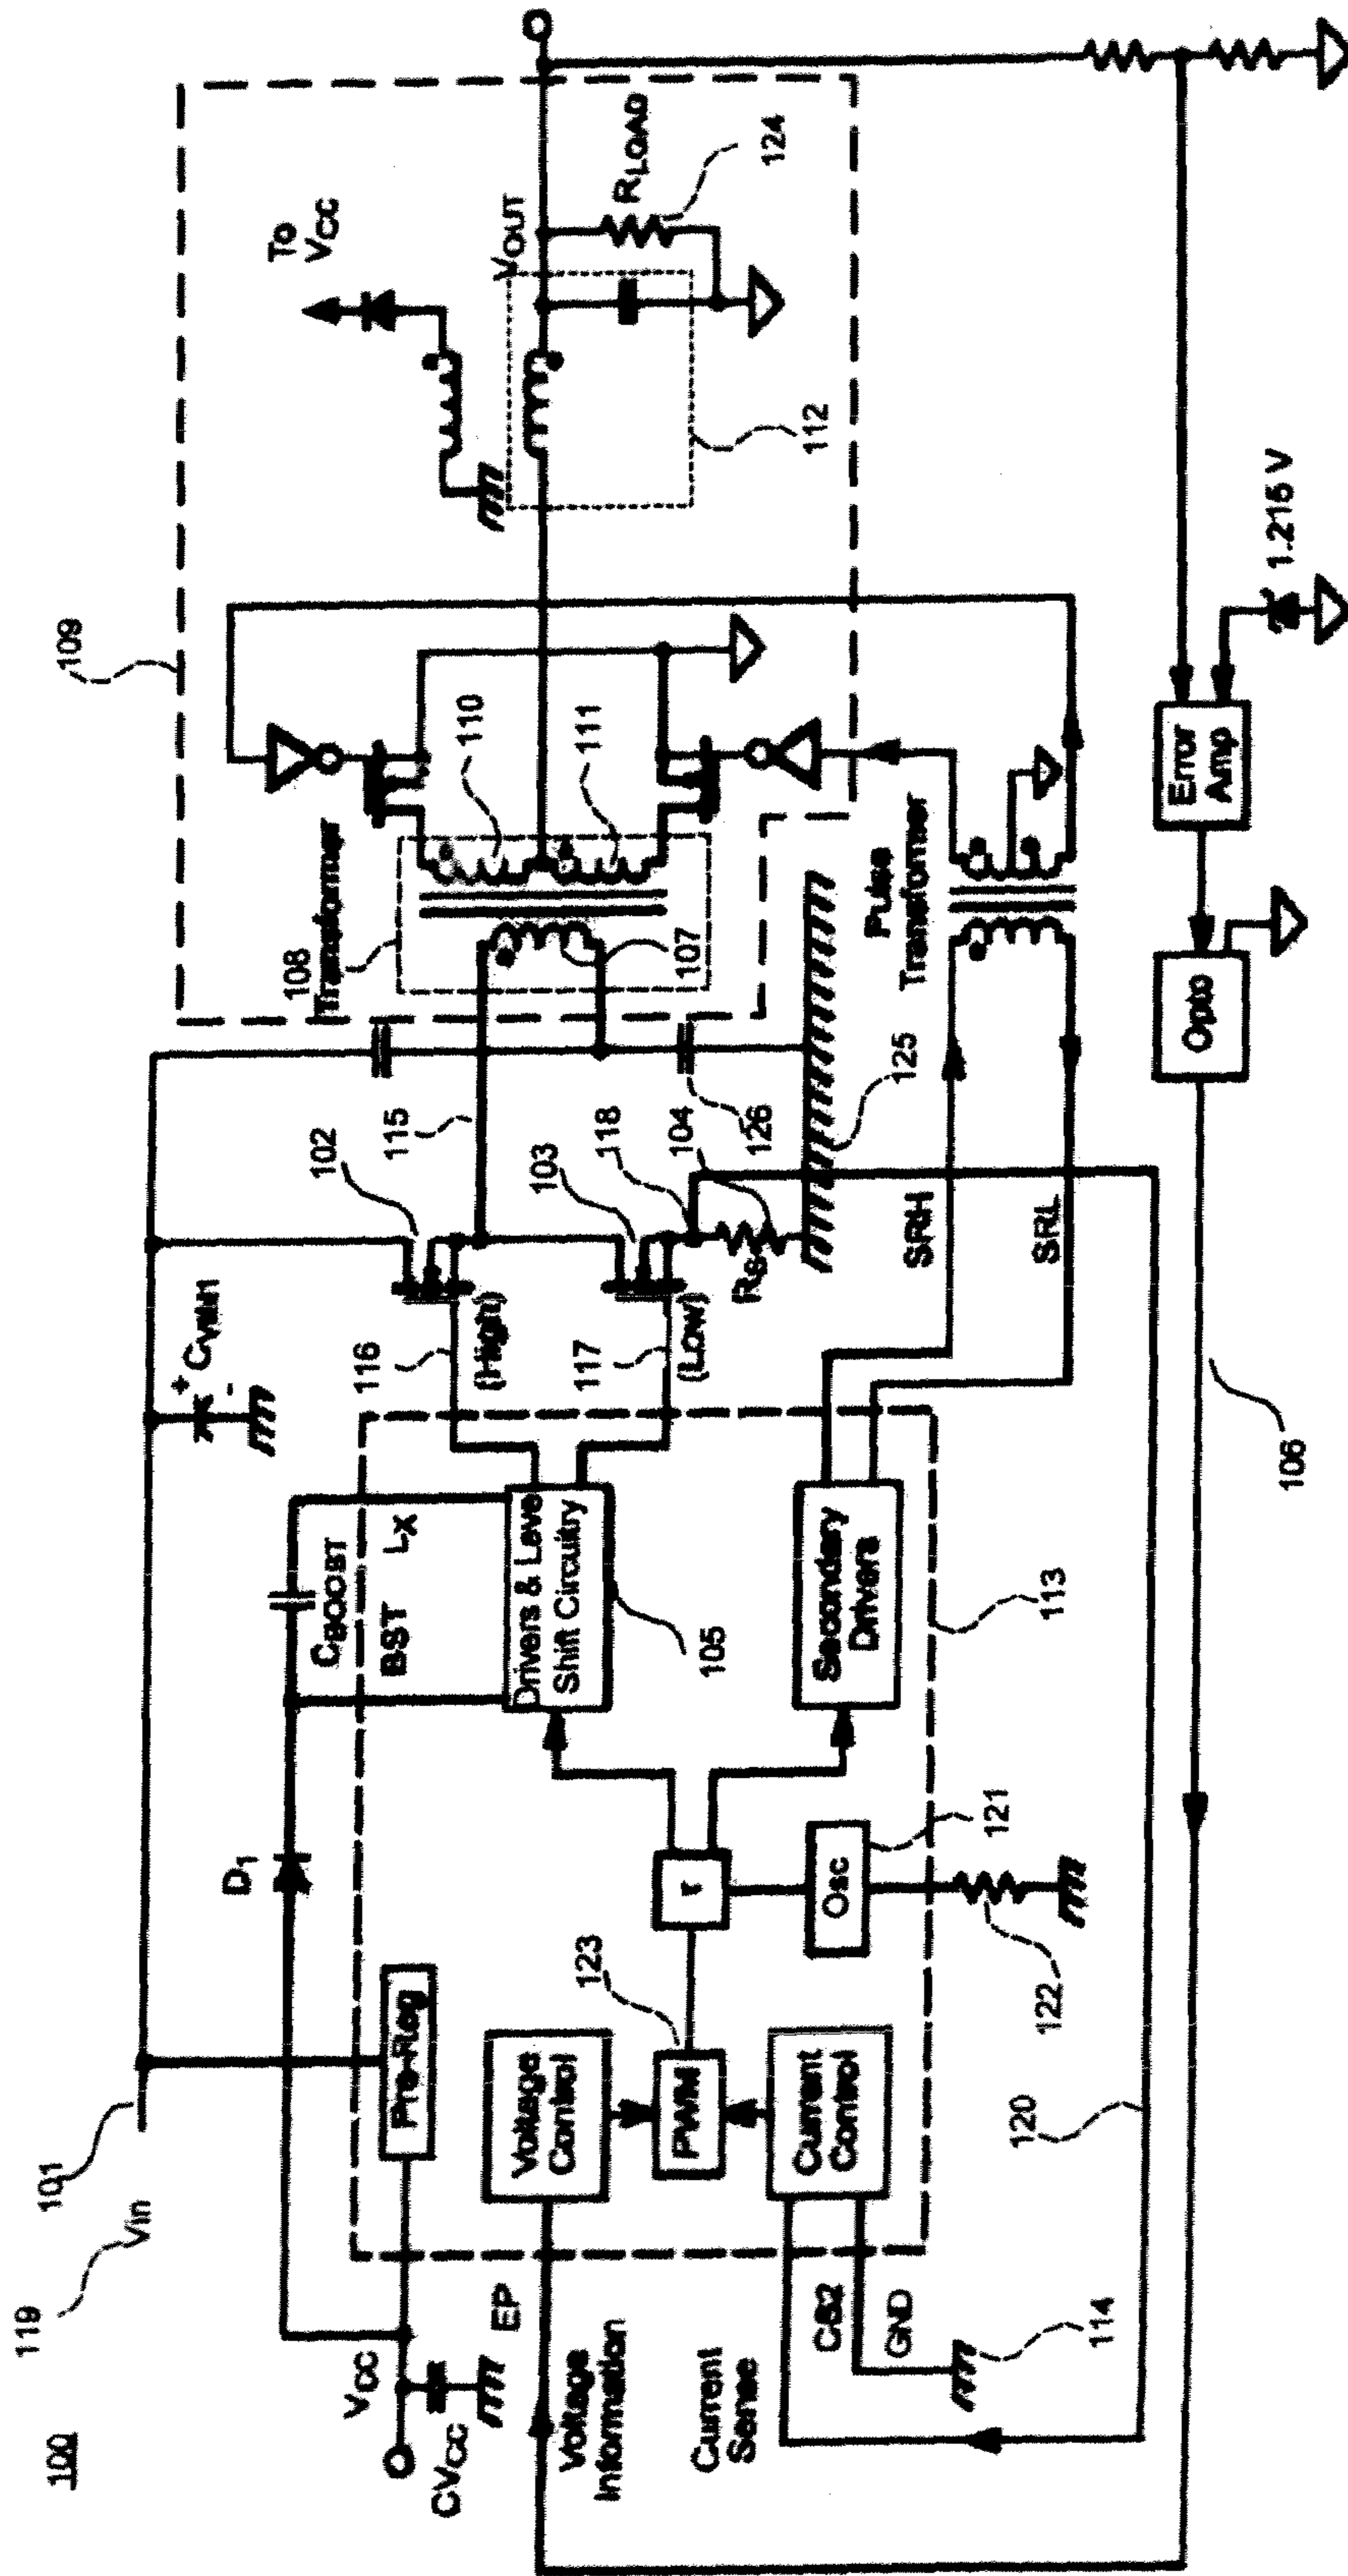 100
119
Vin
101
D1
CBOOBT
BST
LX
+
CVIN1
-
109
To
VCC
VCC
CVCC
Pre-Reg
116
(High)
102
115
108
Transformer
110
111
107
VOUT
RLOAD
124
112
EP
Voltage
Information
Voltage
Control
123
PWM
Drivers & Leve
Shift Circuitry
105
117
(Low)
103
118
104
126
RS
125
Current
Sense
CS2
GND
114
Current
Control
Osc
121
122
Secondary
Drivers
113
SRH
SRL
Pulse
Transformer
120
106
Opto
Error
Amp
1.215 V